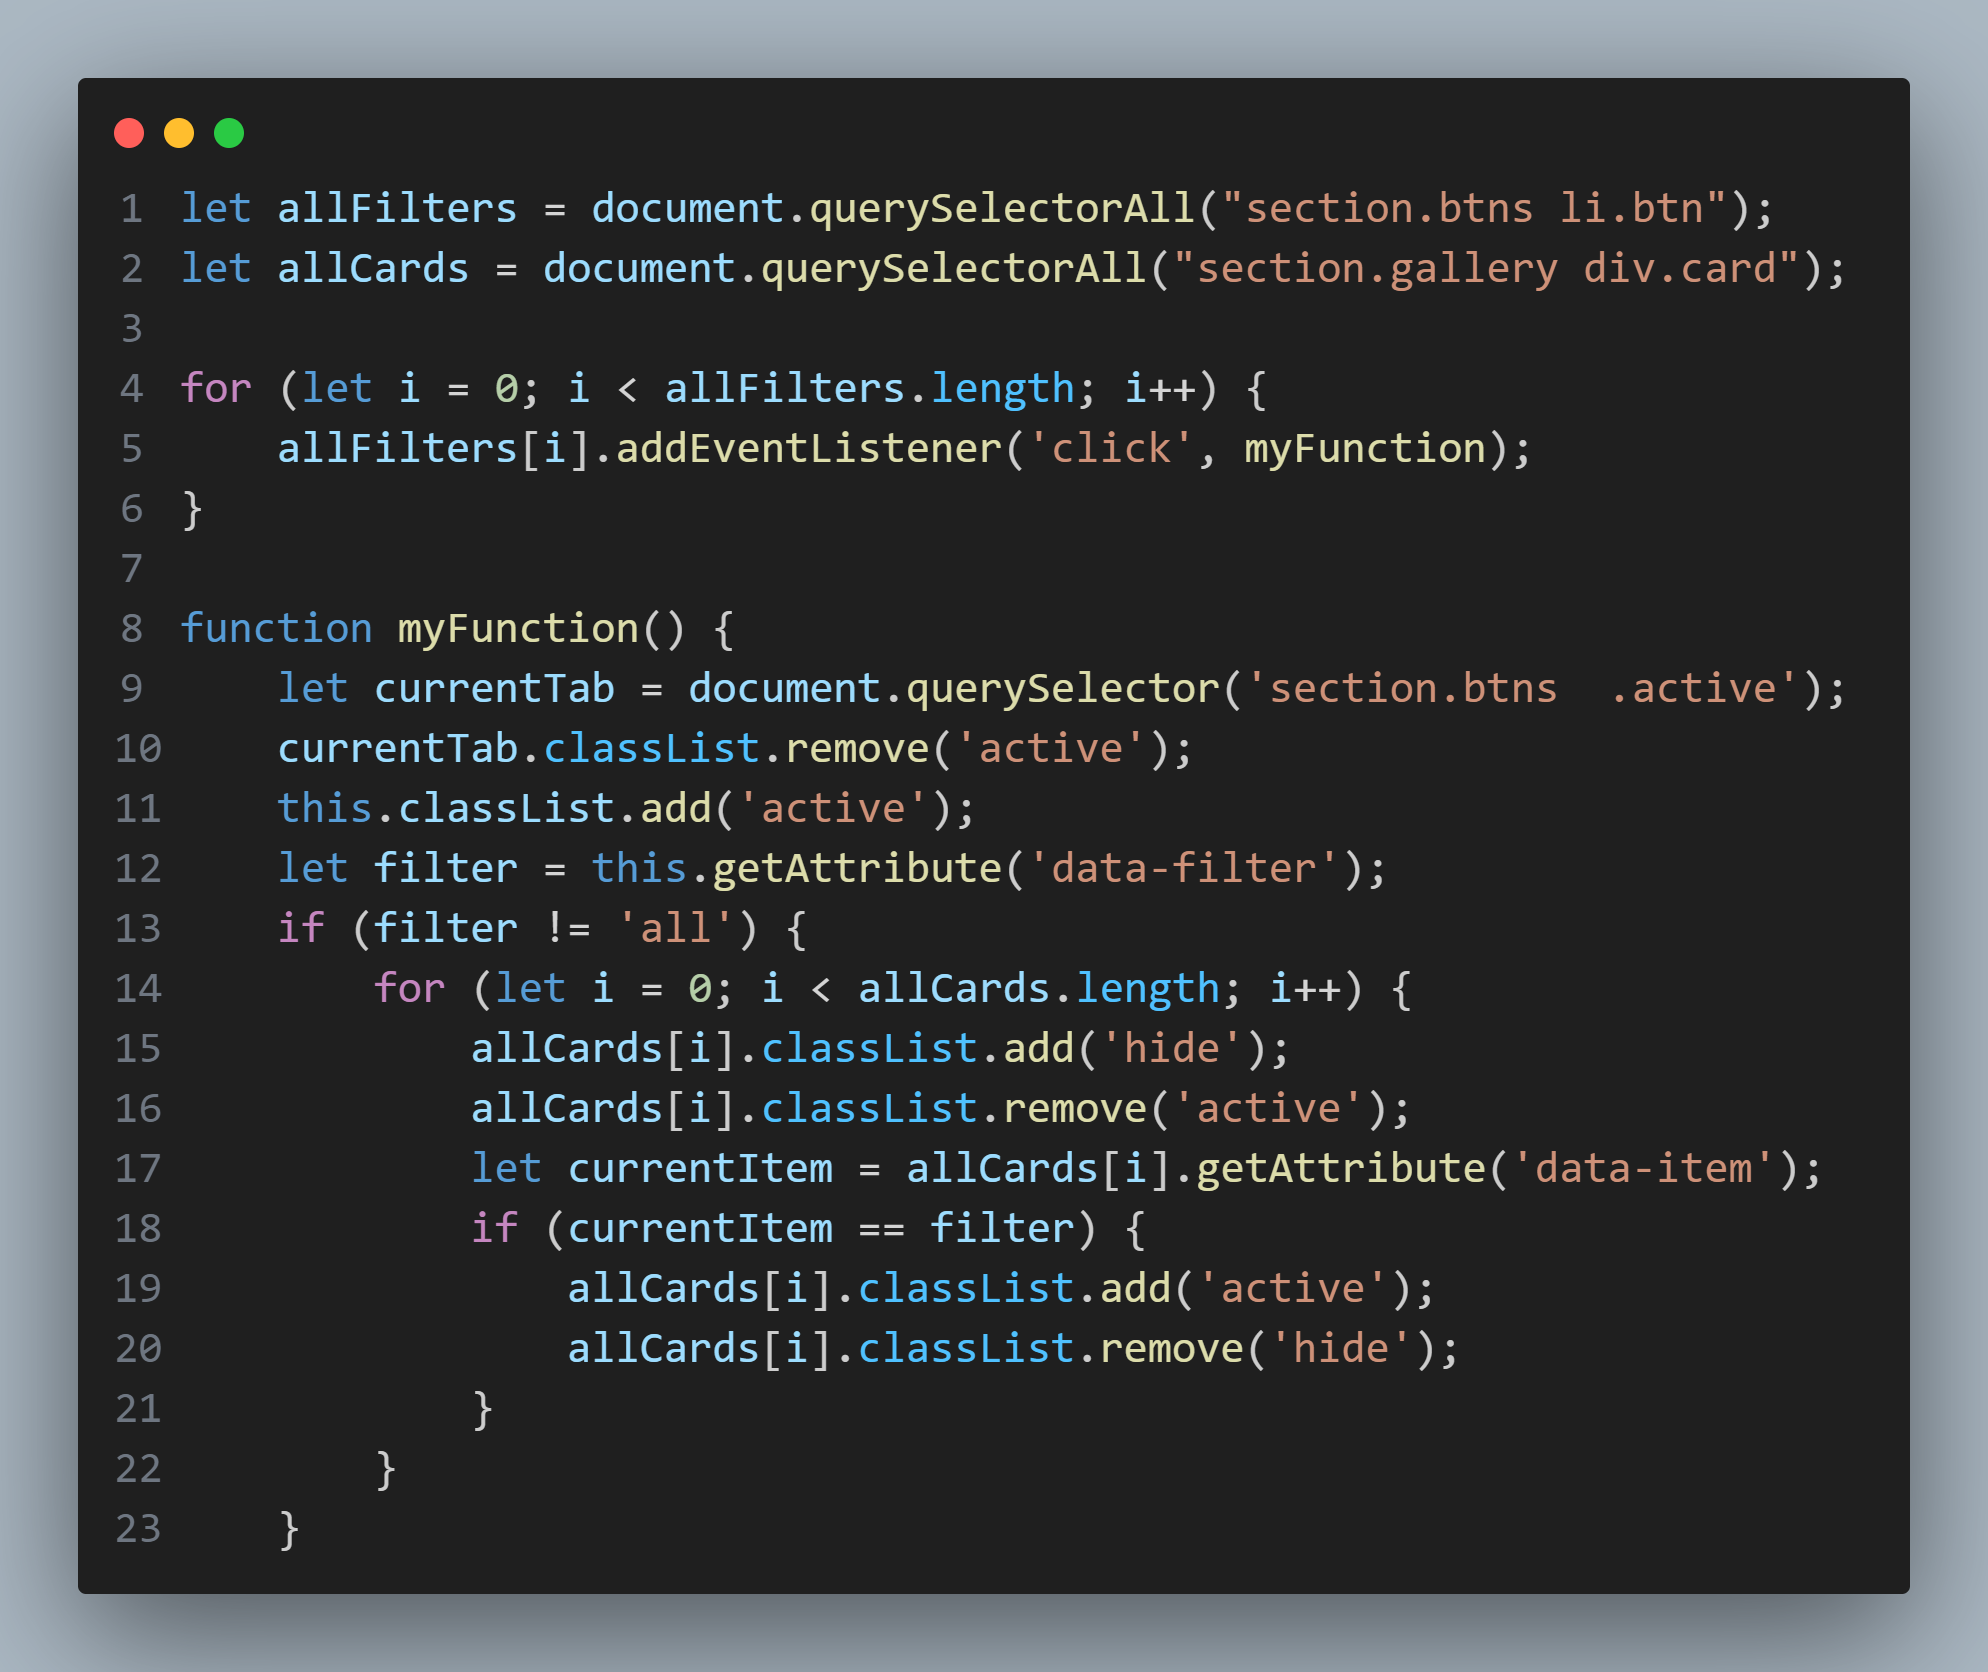 1 let allFilters = document.querySelectorAll("section.btns li.btn");
2 let allCards = document.querySelectorAll("section.gallery div.card");
3
4 for (let i = 0; i < allFilters.length; i++) {
5     allFilters[i].addEventListener('click', myFunction);
6 }
7
8 function myFunction() {
9     let currentTab = document.querySelector('section.btns  .active');
10     currentTab.classList.remove('active');
11     this.classList.add('active');
12     let filter = this.getAttribute('data-filter');
13     if (filter != 'all') {
14         for (let i = 0; i < allCards.length; i++) {
15             allCards[i].classList.add('hide');
16             allCards[i].classList.remove('active');
17             let currentItem = allCards[i].getAttribute('data-item');
18             if (currentItem == filter) {
19                 allCards[i].classList.add('active');
20                 allCards[i].classList.remove('hide');
21             }
22         }
23     }